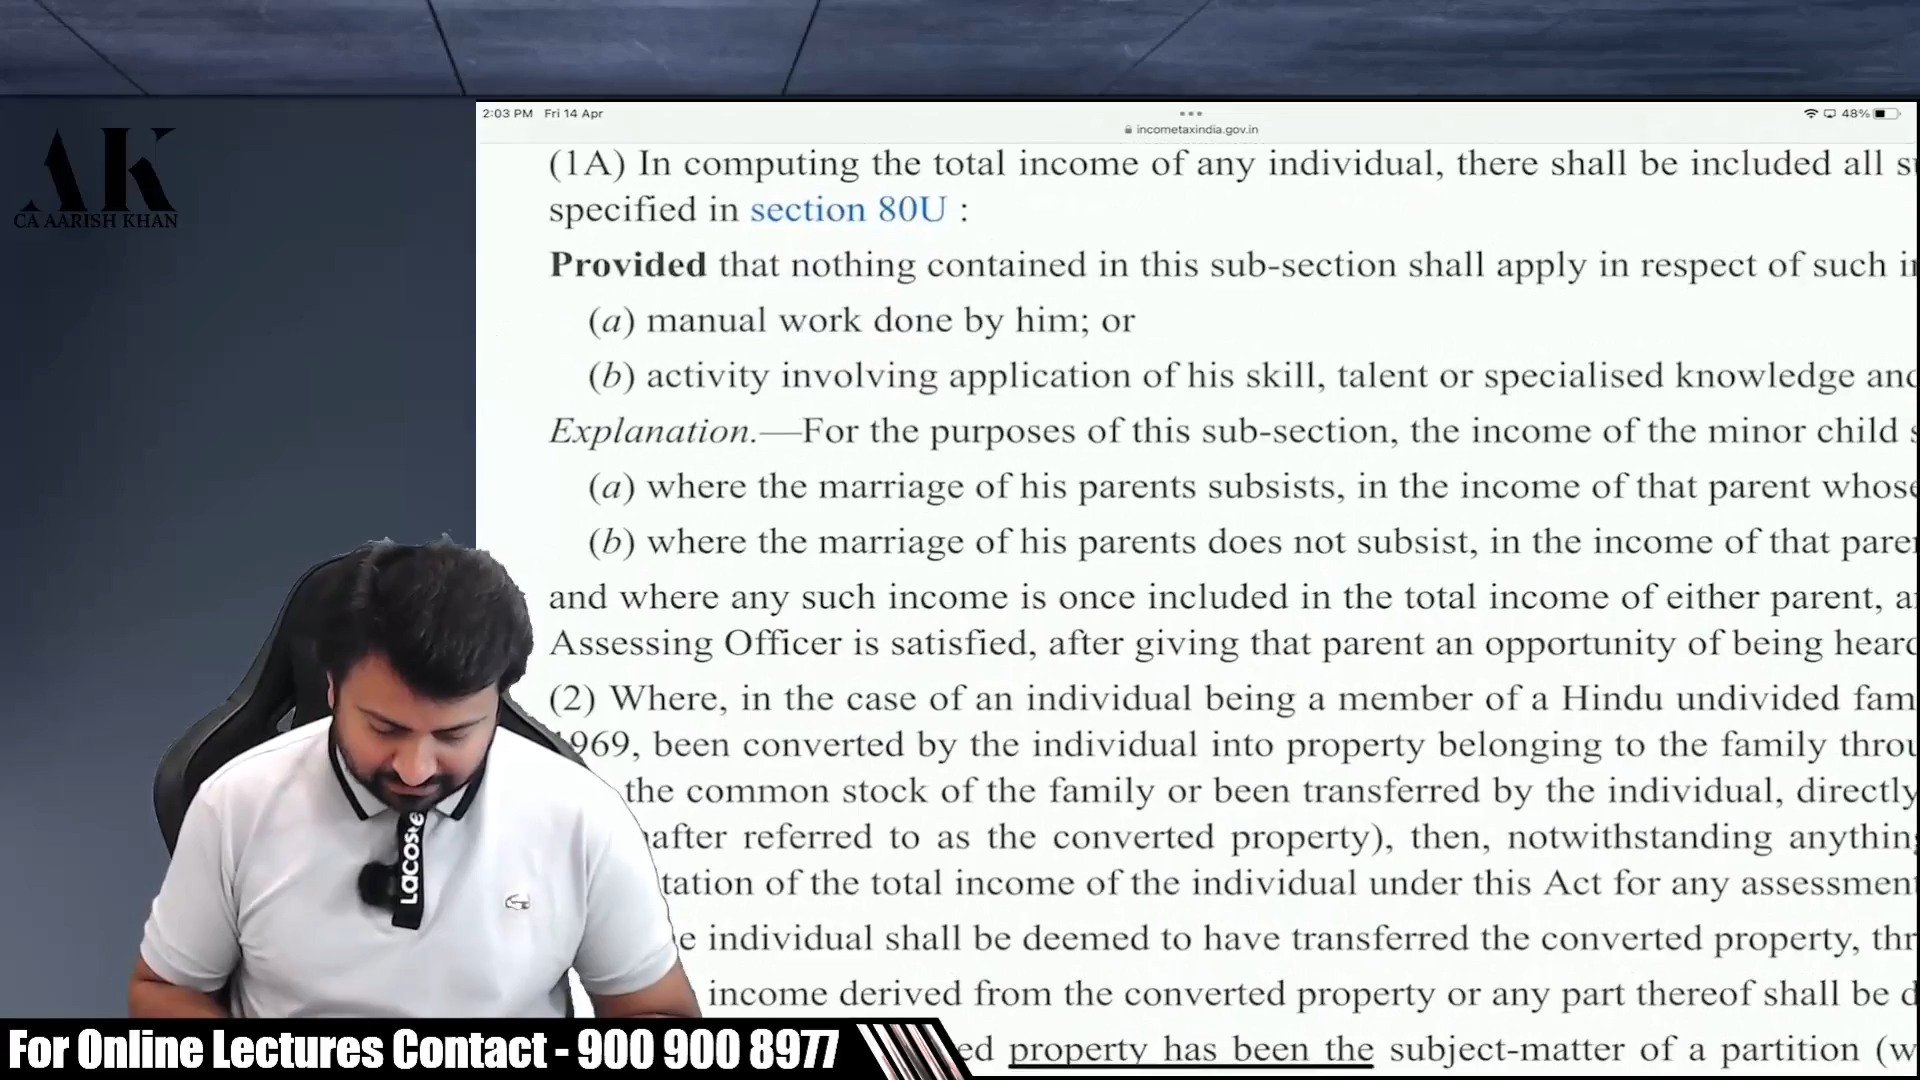 2:03 PM Fri 14 Apr
48%
incometaxindia.gov.in
AK
CA AARISH KHAN
(1A) In computing the total income of any individual, there shall be included all s
specified in section 80U :
Provided that nothing contained in this sub-section shall apply in respect of such
(a) manual work done by him; or
(b) activity involving application of his skill, talent or specialised knowledge and
Explanation.—For the purposes of this sub-section, the income of the minor child s
(a) where the marriage of his parents subsists, in the income of that parent whose
(b) where the marriage of his parents does not subsist, in the income of that pare
and where any such income is once included in the total income of either parent, a
Assessing Officer is satisfied, after giving that parent an opportunity of being heard
(2) Where, in the case of an individual being a member of a Hindu undivided fam
1969, been converted by the individual into property belonging to the family throu
the common stock of the family or been transferred by the individual, directly
after referred to as the converted property), then, notwithstanding anything
tation of the total income of the individual under this Act for any assessment
e individual shall be deemed to have transferred the converted property, thr
income derived from the converted property or any part thereof shall be d
ed property has been the subject-matter of a partition (w
Lacoste
For Online Lectures Contact - 900 900 8977